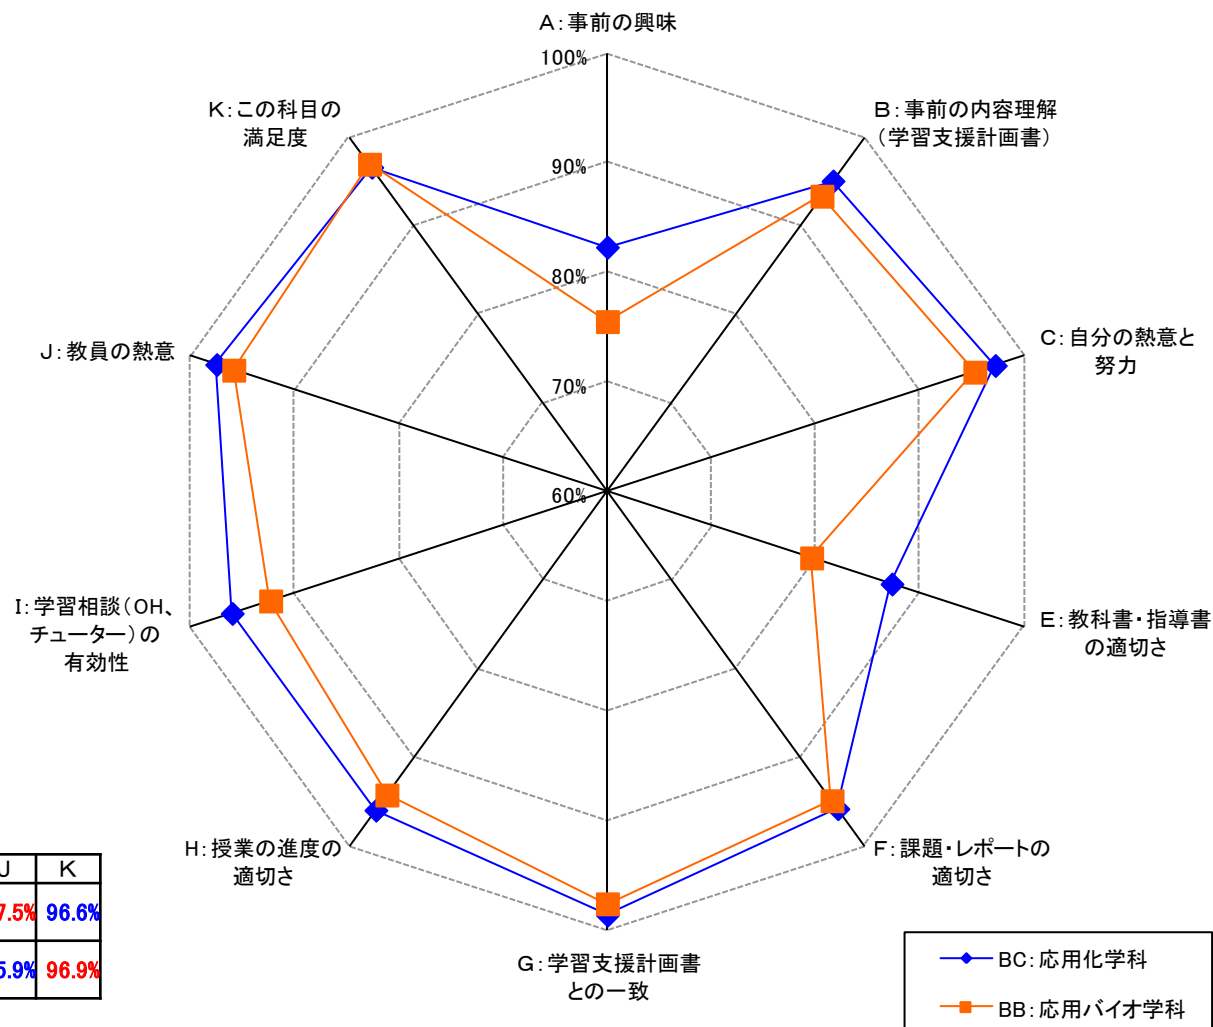 A:事前の興味
100%
K:この科目の
満足度
B:事前の内容理解
(学習支援計画書)
90%
80%
J:教員の熱意
C:自分の熱意と
努力
70%
60%
I:学習相談(OH、
チューター)の
有効性
E:教科書・指導書
の適切さ
H:授業の進度の
適切さ
F:課題・レポートの
適切さ
J K
7.5% 96.6%
5.9% 96.9%
G:学習支援計画書
との一致
BC:応用化学科
BB:応用バイオ学科